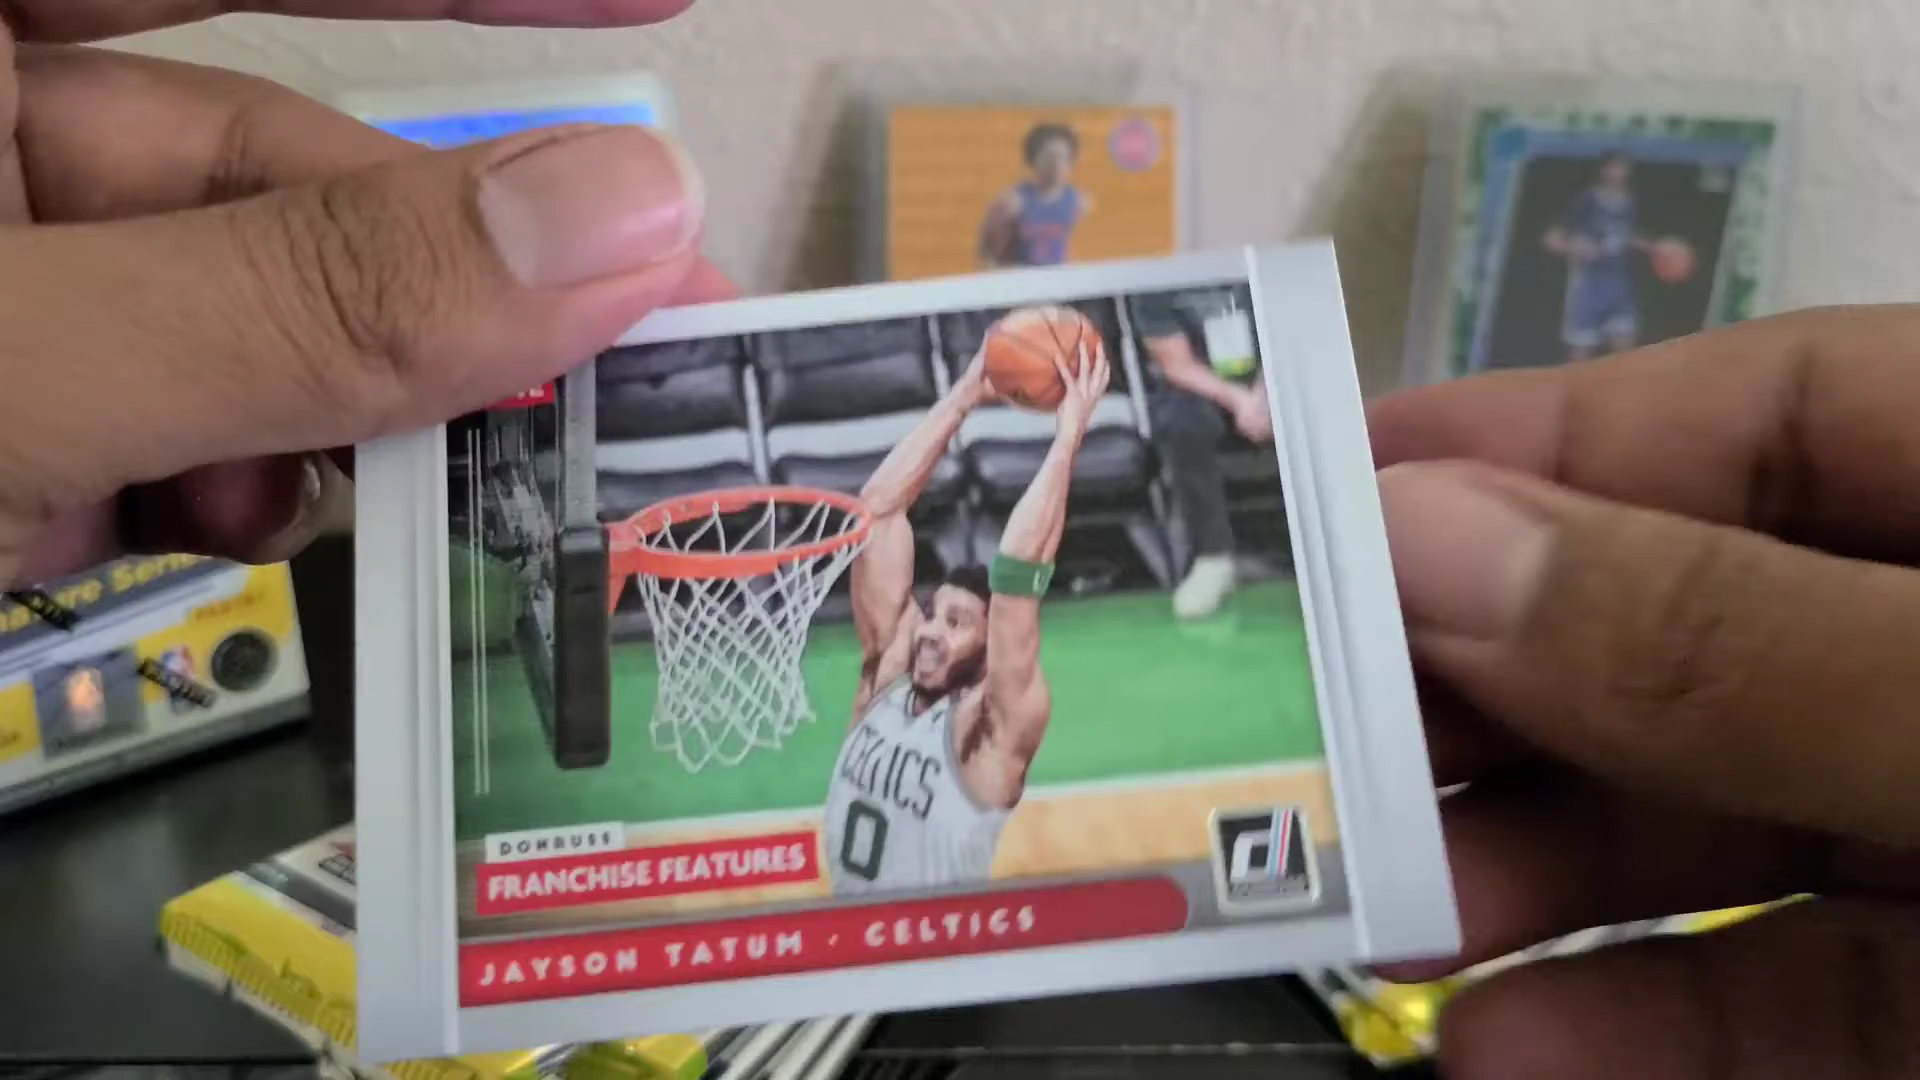 DONRUSS
FRANCHISE FEATURES
JAYSON TATUM · CELTICS
CELTICS
0